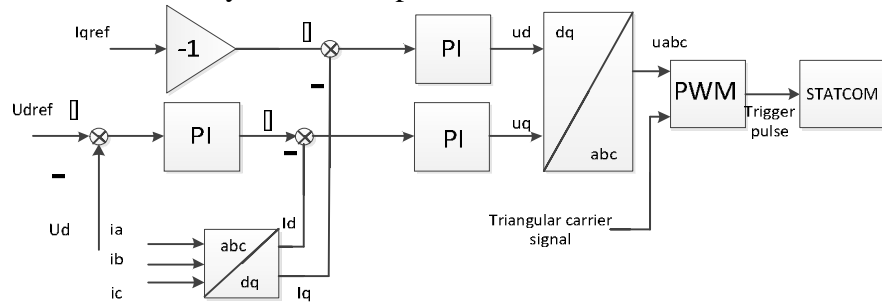 Iqref
-1
[]
PI
ud
dq
uabc
PWM
STATCOM
Udref
[]
PI
[]
PI
uq
abc
Trigger
pulse
Triangular carrier
signal
Ud
ia
ib
ic
abc
dq
Id
Iq